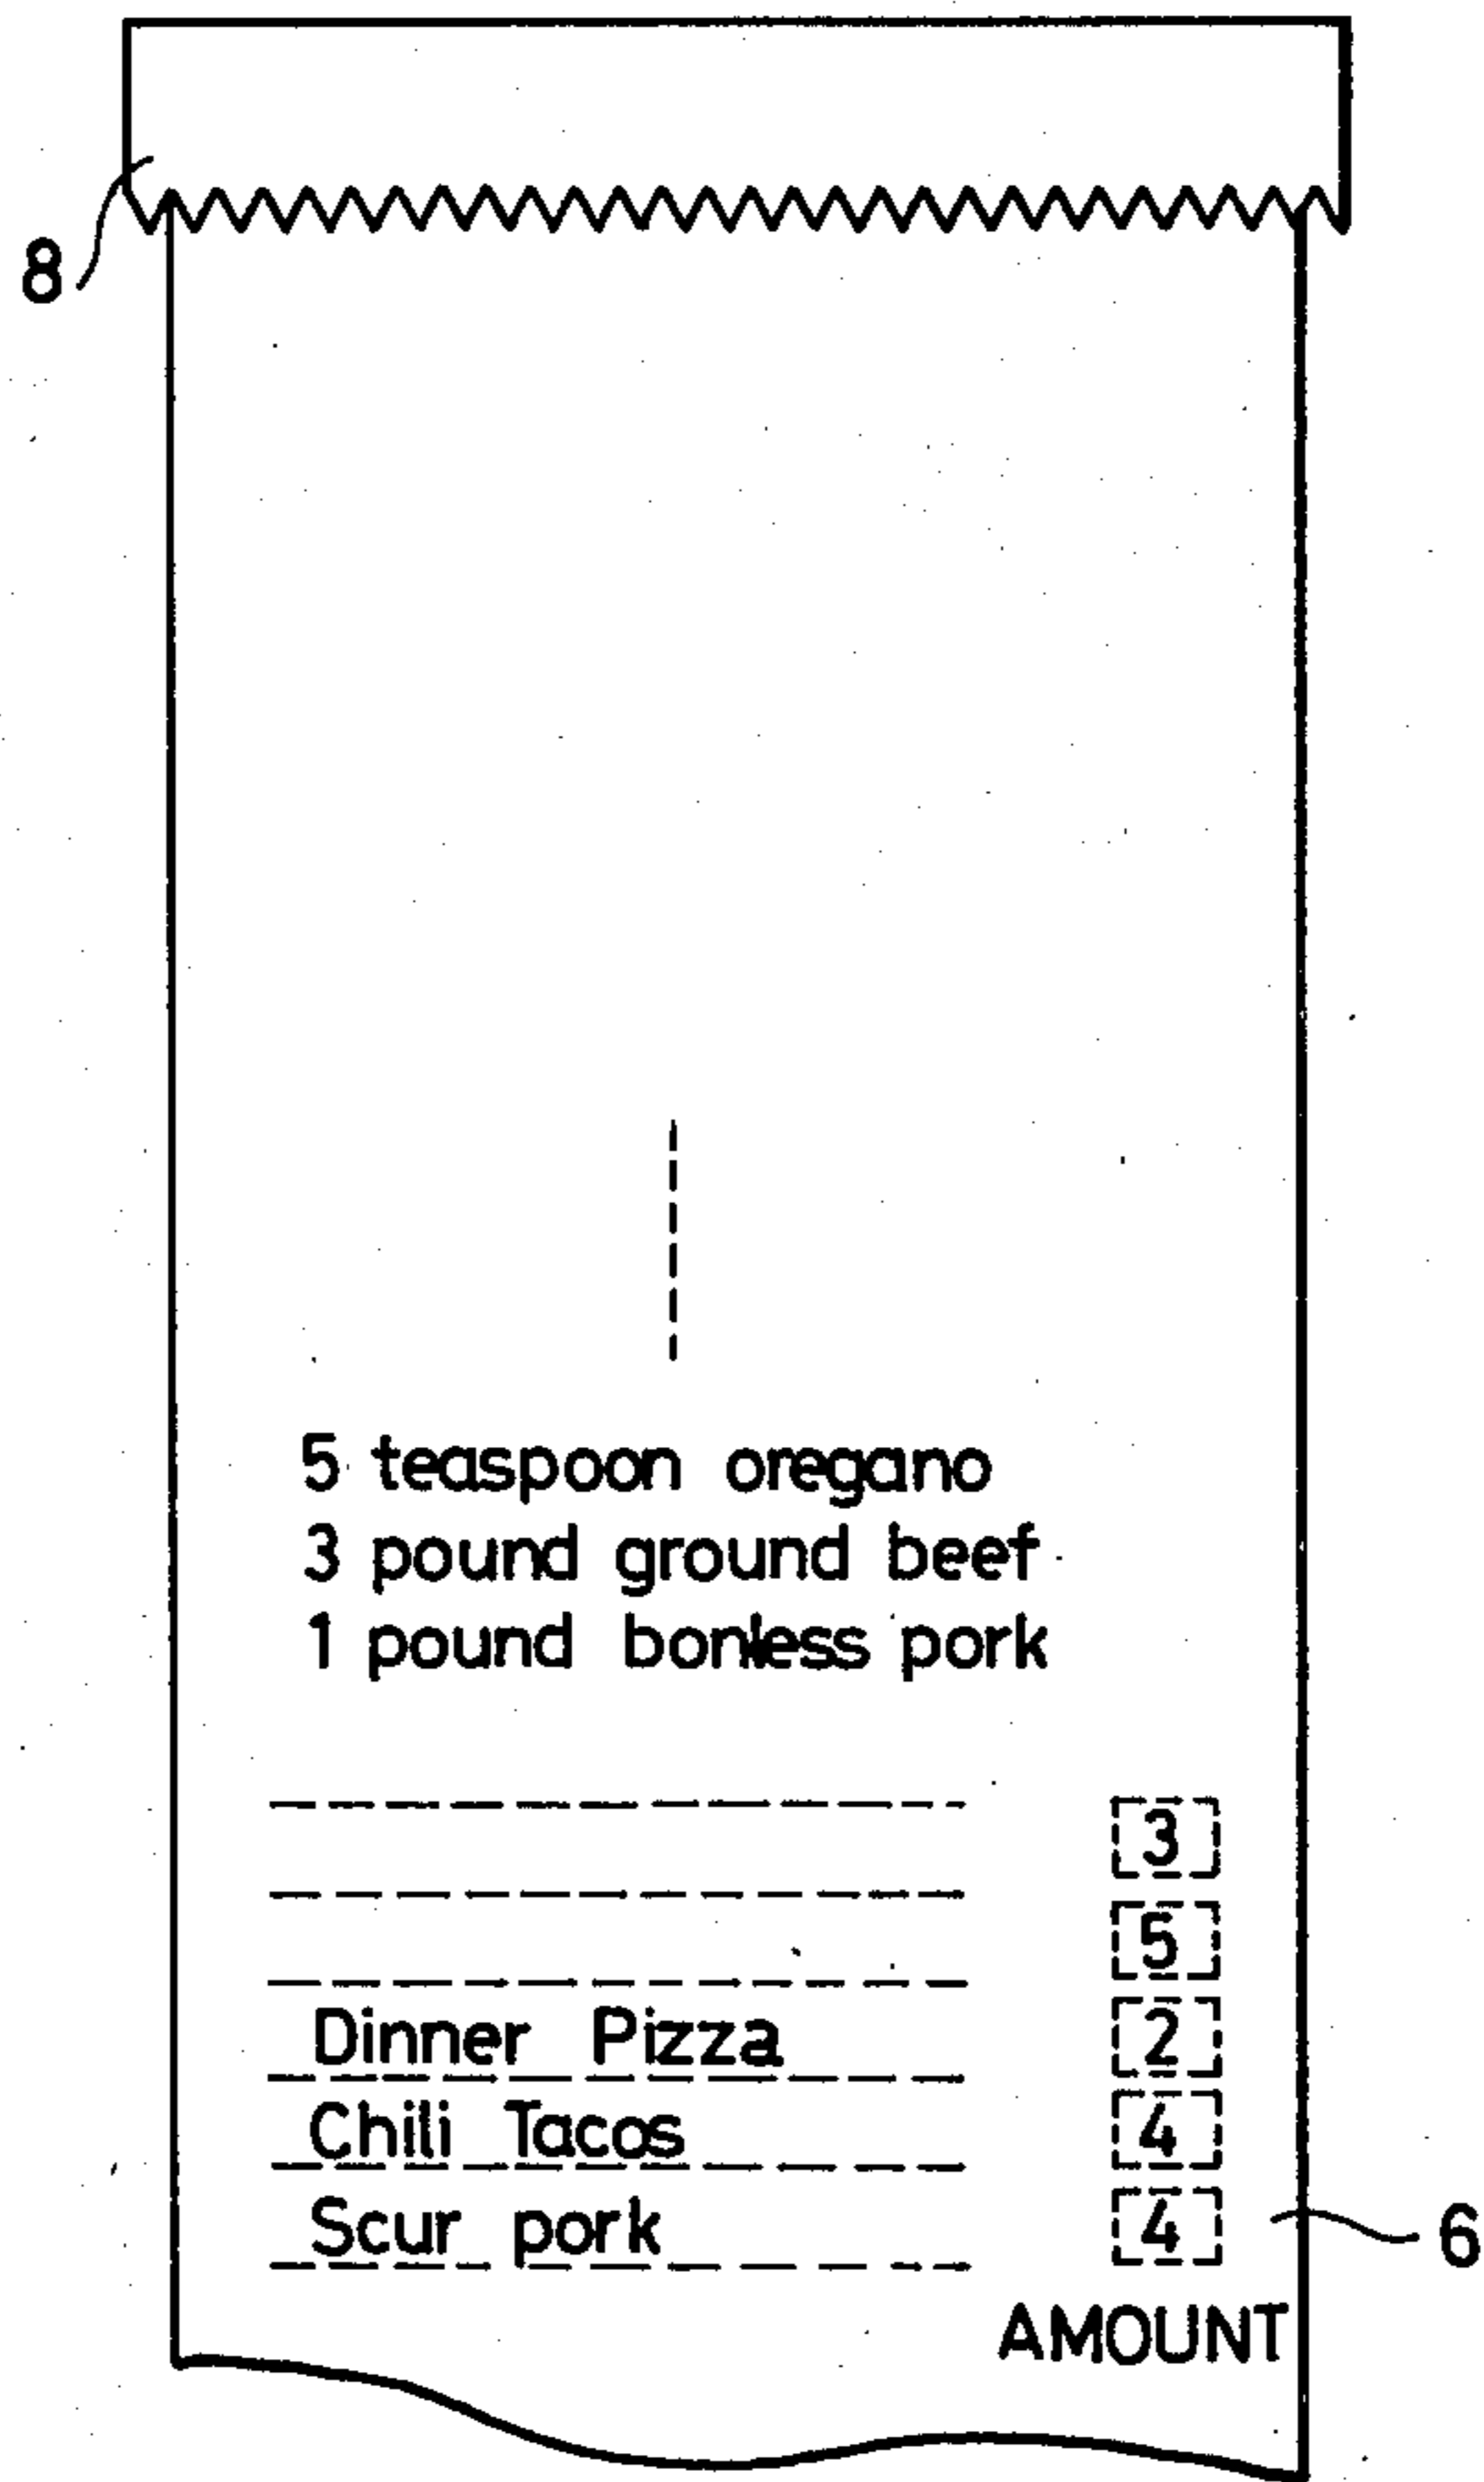 8
5 teaspoon oregano
3 pound ground beef
1 pound bonless pork
3
5
Dinner Pizza 2
Chili Tacos 4
Scur pork 4
6
AMOUNT